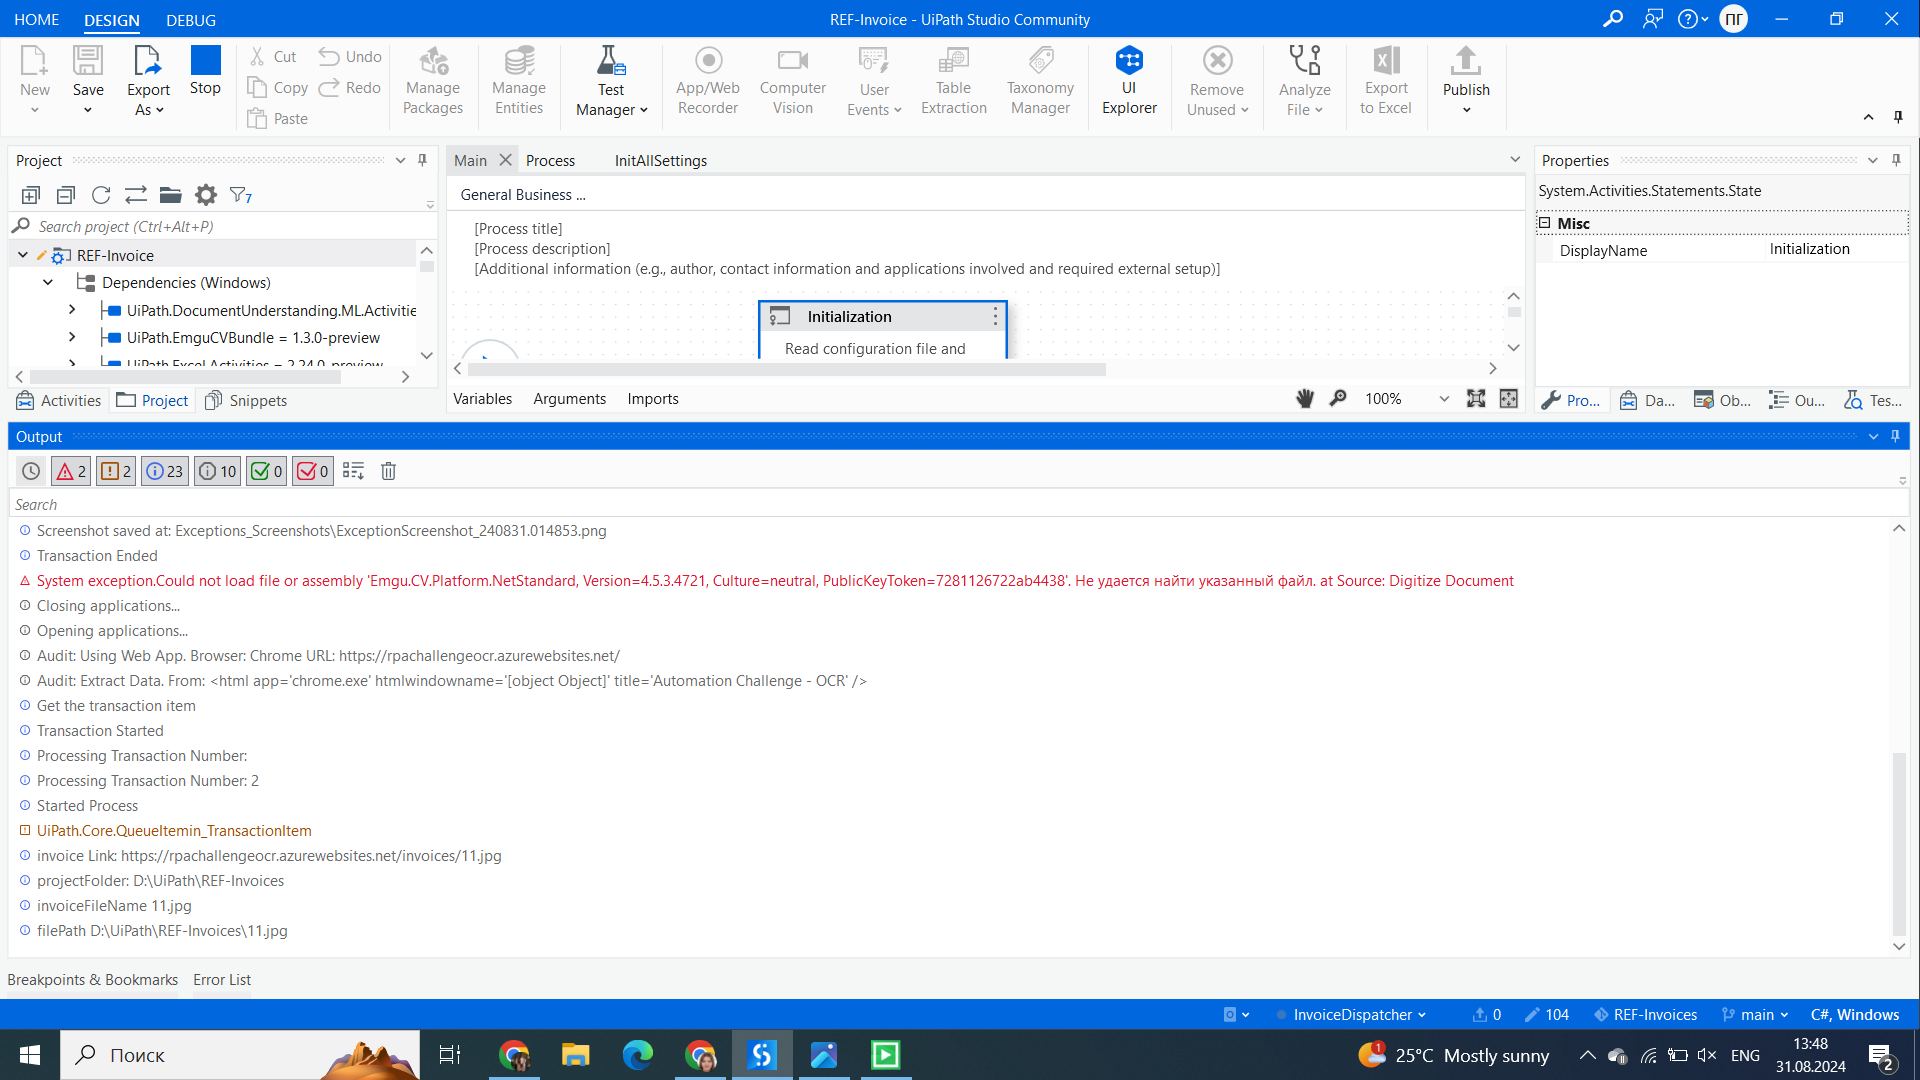 HOME
DESIGN
DEBUG
REF-Invoice - UiPath Studio Community
ПГ
New
Save
Export As
Stop
Cut
Copy
Paste
Undo
Redo
Manage Packages
Manage Entities
Test Manager
App/Web Recorder
Computer Vision
User Events
Table Extraction
Taxonomy Manager
UI Explorer
Remove Unused
Analyze File
Export to Excel
Publish
Project
7
Search project (Ctrl+Alt+P)
REF-Invoice
Dependencies (Windows)
UiPath.DocumentUnderstanding.ML.Activitie
UiPath.EmguCVBundle = 1.3.0-preview
UiPath.Excel.Activities = 2.24.0-preview
Activities
Project
Snippets
Main
Process
InitAllSettings
General Business ...
[Process title]
[Process description]
[Additional information (e.g., author, contact information and applications involved and required external setup)]
Initialization
Read configuration file and
Variables
Arguments
Imports
100%
Properties
System.Activities.Statements.State
Misc
DisplayName
Initialization
Pro...
Da...
Ob...
Ou...
Tes...
Output
2
2
23
10
0
0
Search
Screenshot saved at: Exceptions_Screenshots\ExceptionScreenshot_240831.014853.png
Transaction Ended
System exception.Could not load file or assembly 'Emgu.CV.Platform.NetStandard, Version=4.5.3.4721, Culture=neutral, PublicKeyToken=7281126722ab4438'. Не удается найти указанный файл. at Source: Digitize Document
Closing applications...
Opening applications...
Audit: Using Web App. Browser: Chrome URL: https://rpachallengeocr.azurewebsites.net/
Audit: Extract Data. From: <html app='chrome.exe' htmlwindowname='[object Object]' title='Automation Challenge - OCR' />
Get the transaction item
Transaction Started
Processing Transaction Number:
Processing Transaction Number: 2
Started Process
UiPath.Core.QueueItemin_TransactionItem
invoice Link: https://rpachallengeocr.azurewebsites.net/invoices/11.jpg
projectFolder: D:\UiPath\REF-Invoices
invoiceFileName 11.jpg
filePath D:\UiPath\REF-Invoices\11.jpg
Breakpoints & Bookmarks
Error List
InvoiceDispatcher
0
104
REF-Invoices
main
C#, Windows
Поиск
1
25°C Mostly sunny
ENG
13:48
31.08.2024
2